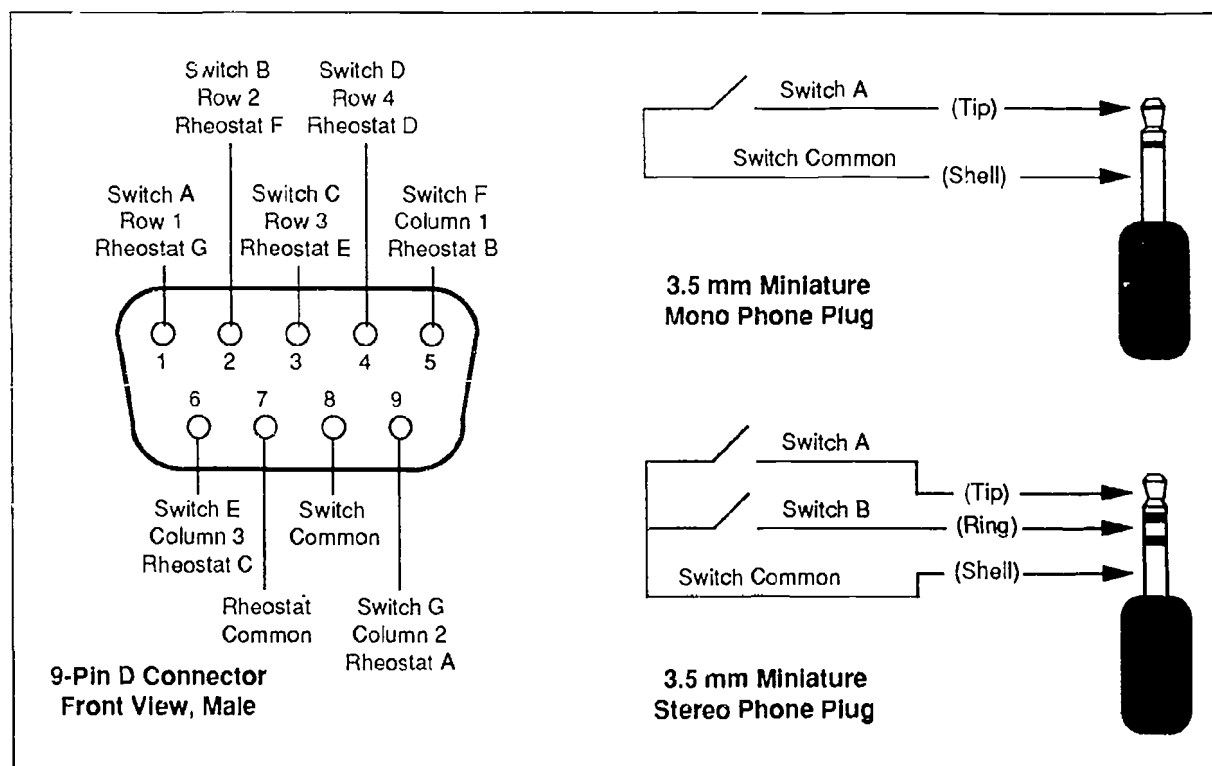 Switch B
Row 2
Rheostat F
Switch D
Row 4
Rheostat D
Switch A
Row 1
Rheostat G
Switch C
Row 3
Rheostat E
Switch F
Column 1
Rheostat B
1
2
3
4
5
6
7
8
9
Switch E
Column 3
Rheostat C
Switch
Common
Rheostat
Common
Switch G
Column 2
Rheostat A
9-Pin D Connector
Front View, Male
Switch A
(Tip)
Switch Common
(Shell)
3.5 mm Miniature
Mono Phone Plug
Switch A
(Tip)
Switch B
(Ring)
Switch Common
(Shell)
3.5 mm Miniature
Stereo Phone Plug